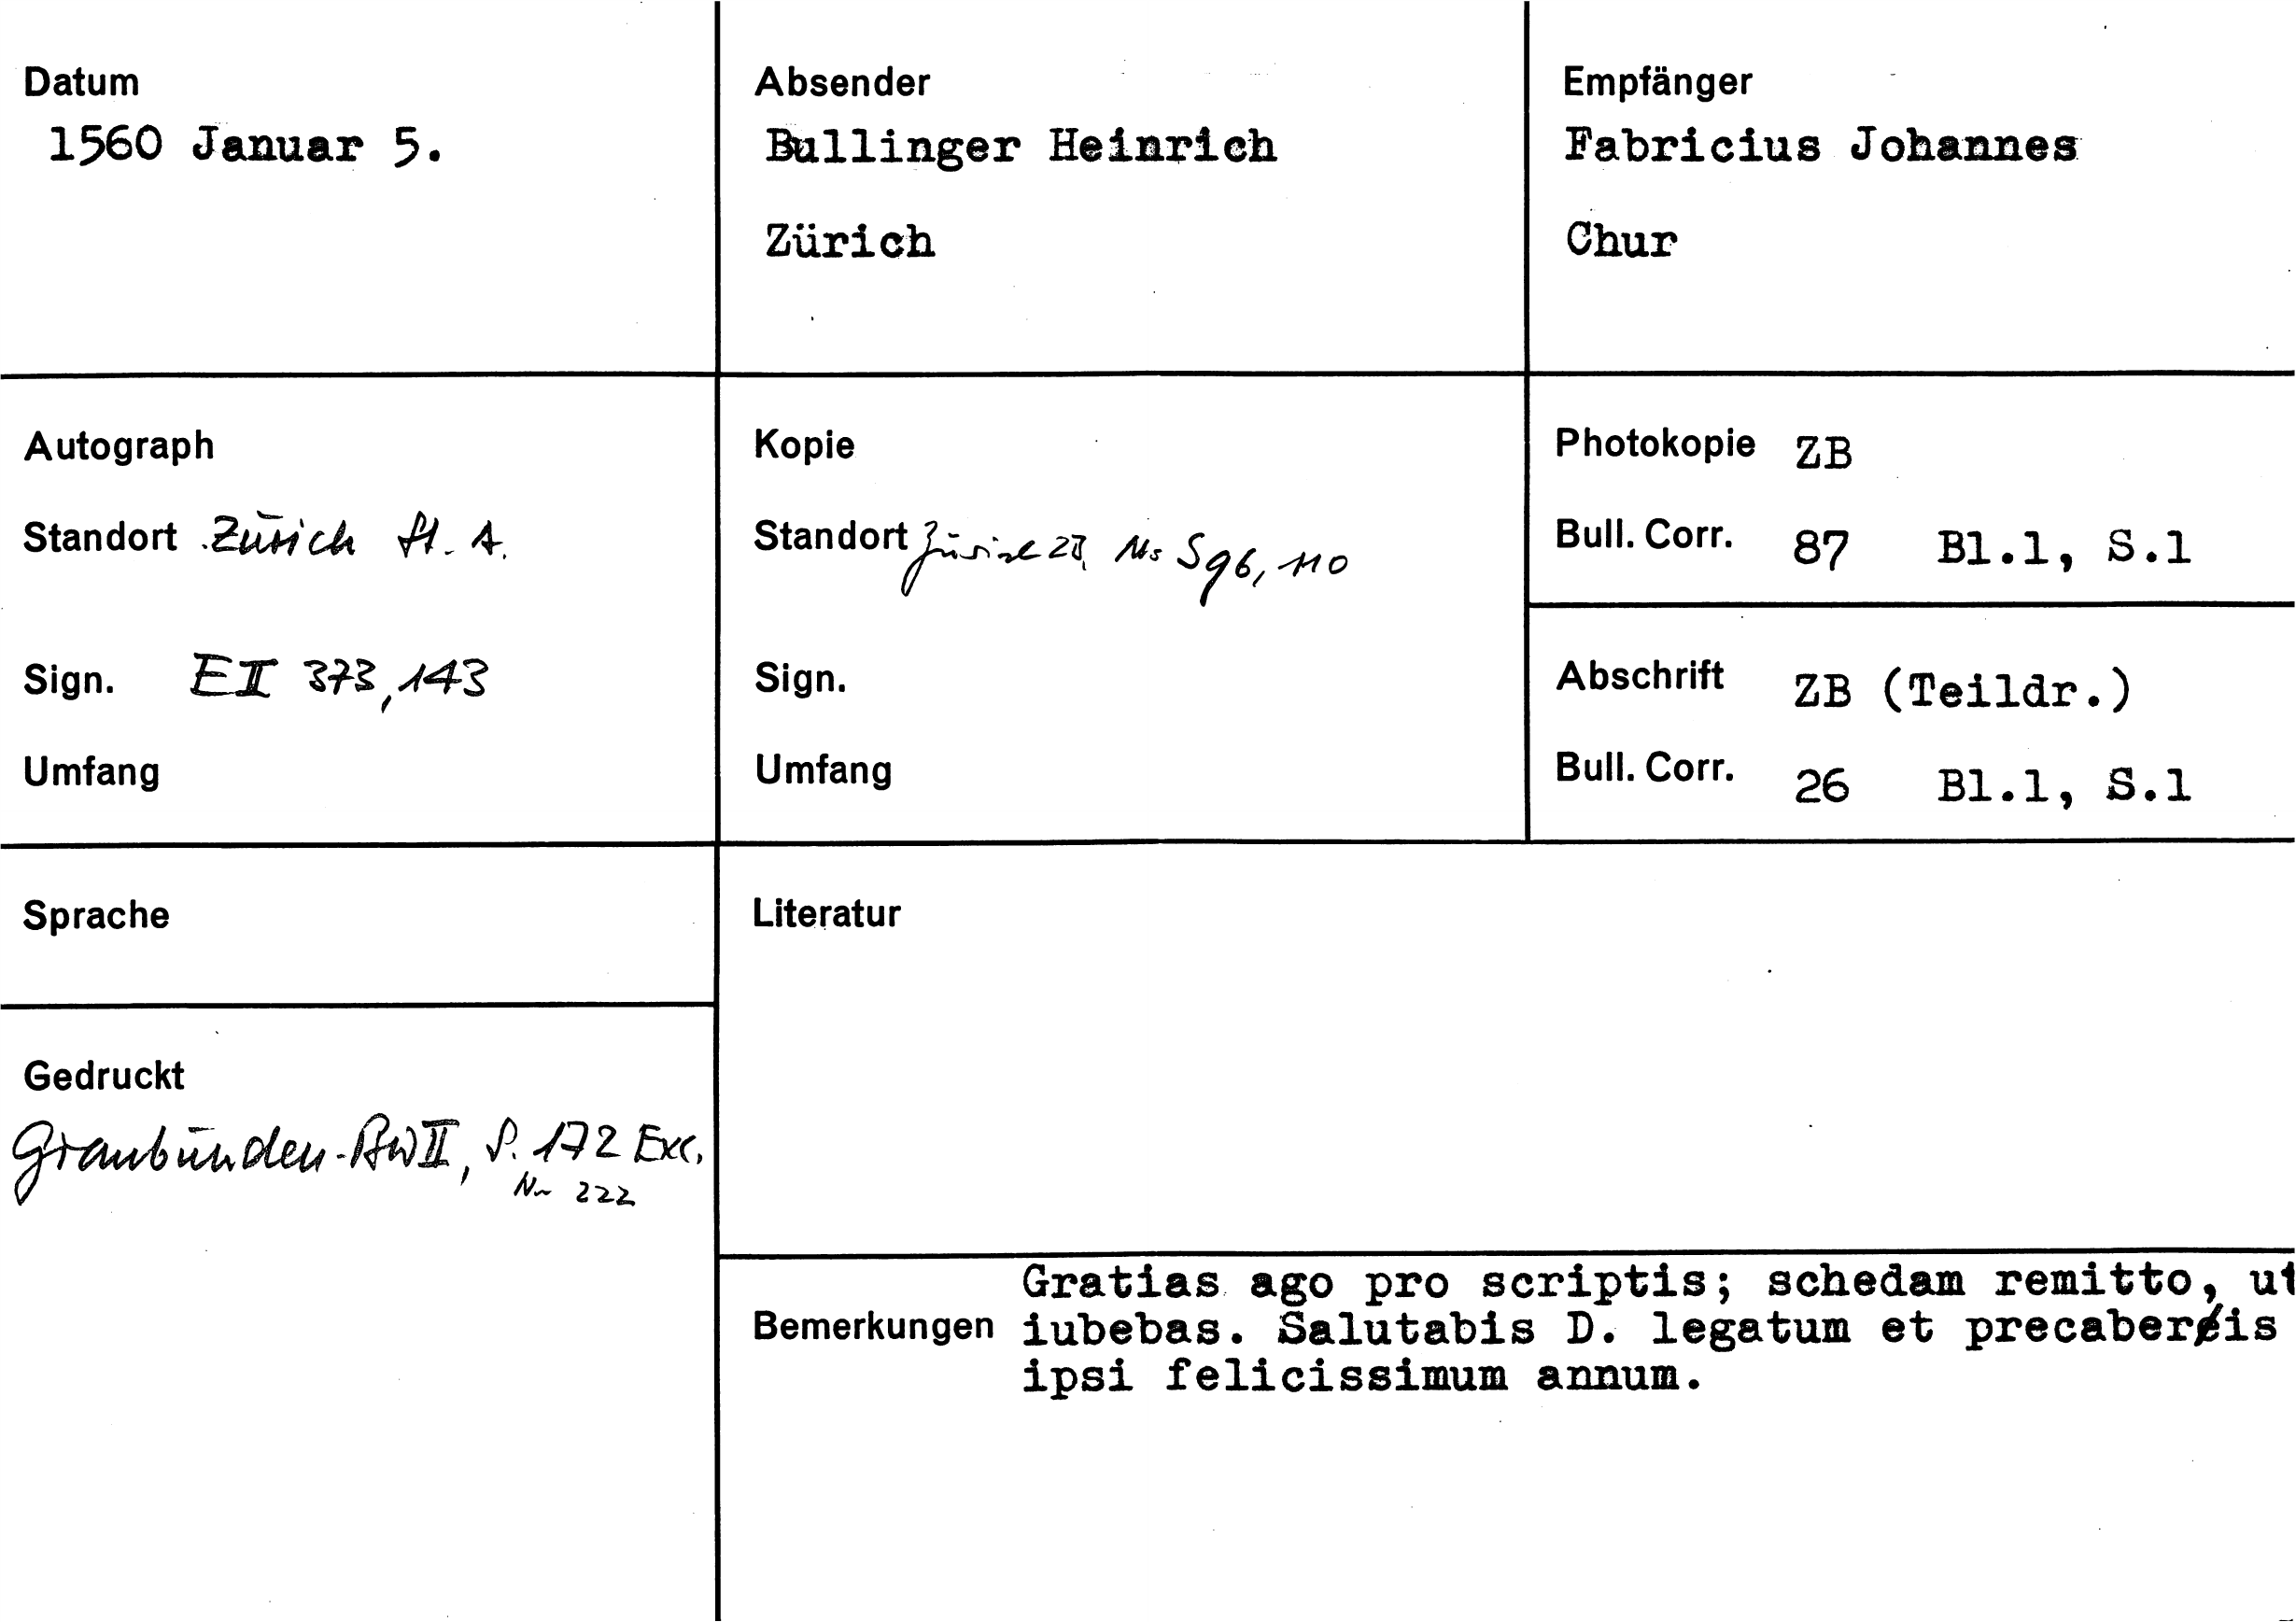 Datum
1560 Januar 5.
Absender
Bullinger Heinrich
Zürich
Empfänger
Fabricius Johannes
Chur
Autograph
Standort Zürich St. A.
Sign. EII 373, 143
Umfang
Kopie
Standort Zürich ZB, Ms S 96, 110
Sign.
Umfang
Photokopie ZB
Bull. Corr. 87 Bl.1, S.1
Abschrift ZB (Teildr.)
Bull. Corr. 26 Bl.1, S.1
Sprache
Literatur
Gedruckt
Graubünden-BW II, S. 172 Exc.
Nr 222
Bemerkungen
Gratias ago pro scriptis; schedam remitto, ut
iubebas. Salutabis D. legatum et precaberis
ipsi felicissimum annum.